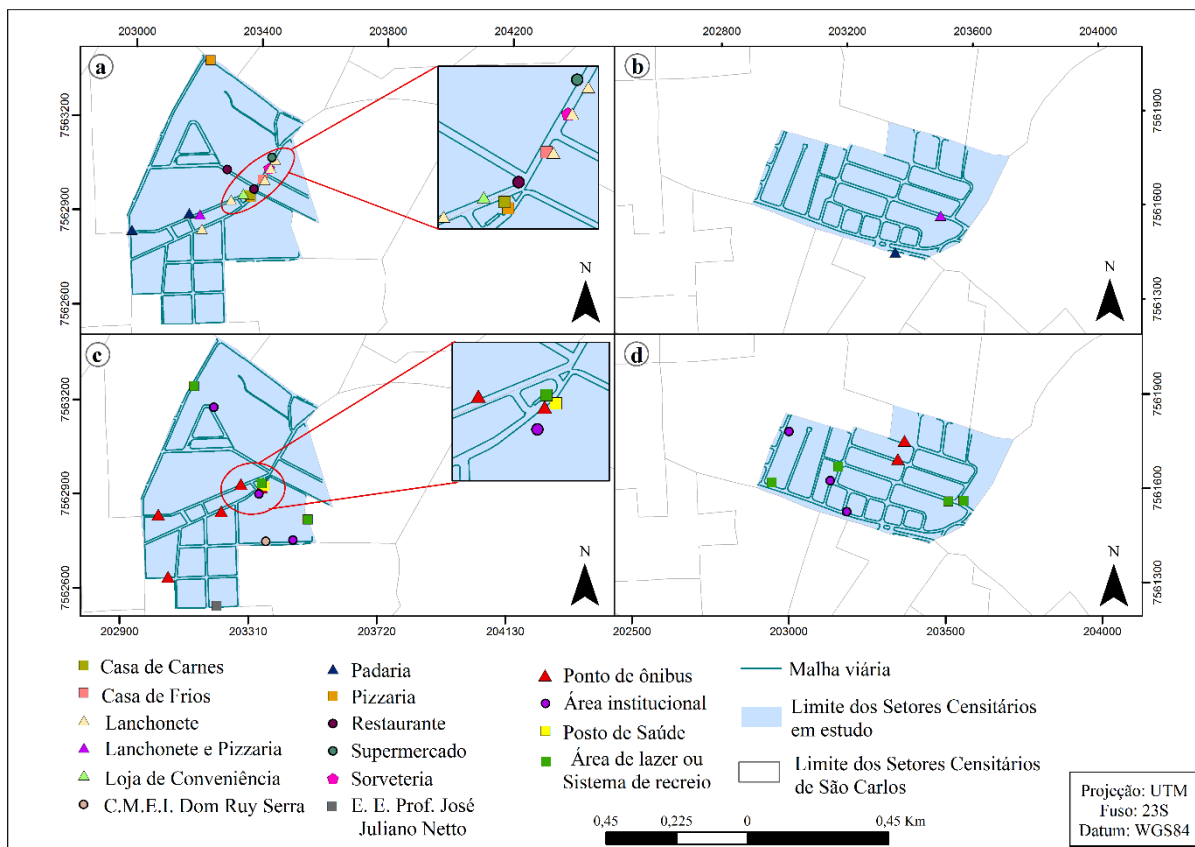 203000 203400 203800 204200
202800 203200 203600 204000
a
b
7563200
7562900
7562600
N
7561900
7561600
7561300
N
c
d
7563200
7562900
7562600
N
7561900
7561600
7561300
N
202900 203310 203720 204130
202500 203000 203500 204000
Casa de Carnes
Casa de Frios
Lanchonete
Lanchonete e Pizzaria
Loja de Conveniência
C.M.E.I. Dom Ruy Serra
Padaria
Pizzaria
Restaurante
Supermercado
Sorveteria
E. E. Prof. José
Juliano Netto
Ponto de ônibus
Área institucional
Posto de Saúde
Área de lazer ou
Sistema de recreio
Malha viária
Limite dos Setores Censitários
em estudo
Limite dos Setores Censitários
de São Carlos
0,45 0,225 0 0,45 Km
Projeção: UTM
Fuso: 23S
Datum: WGS84